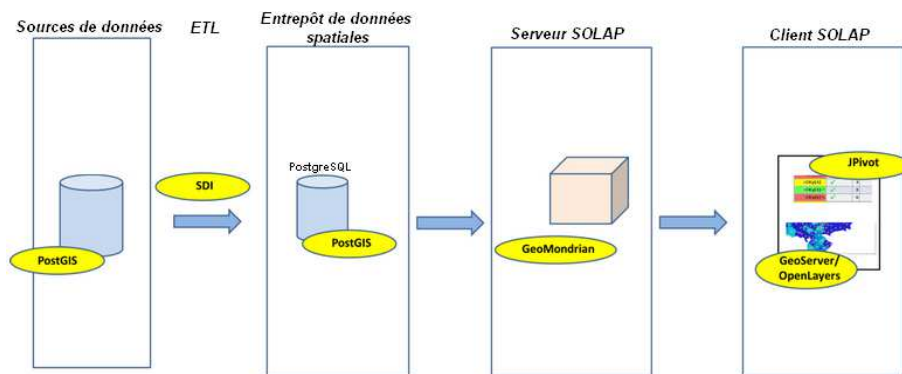 Sources de données
ETL
Entrepôt de données
spatiales
Serveur SOLAP
Client SOLAP
PostGIS
SDI
PostgreSQL
PostGIS
GeoMondrian
JPivot
GeoServer/
OpenLayers